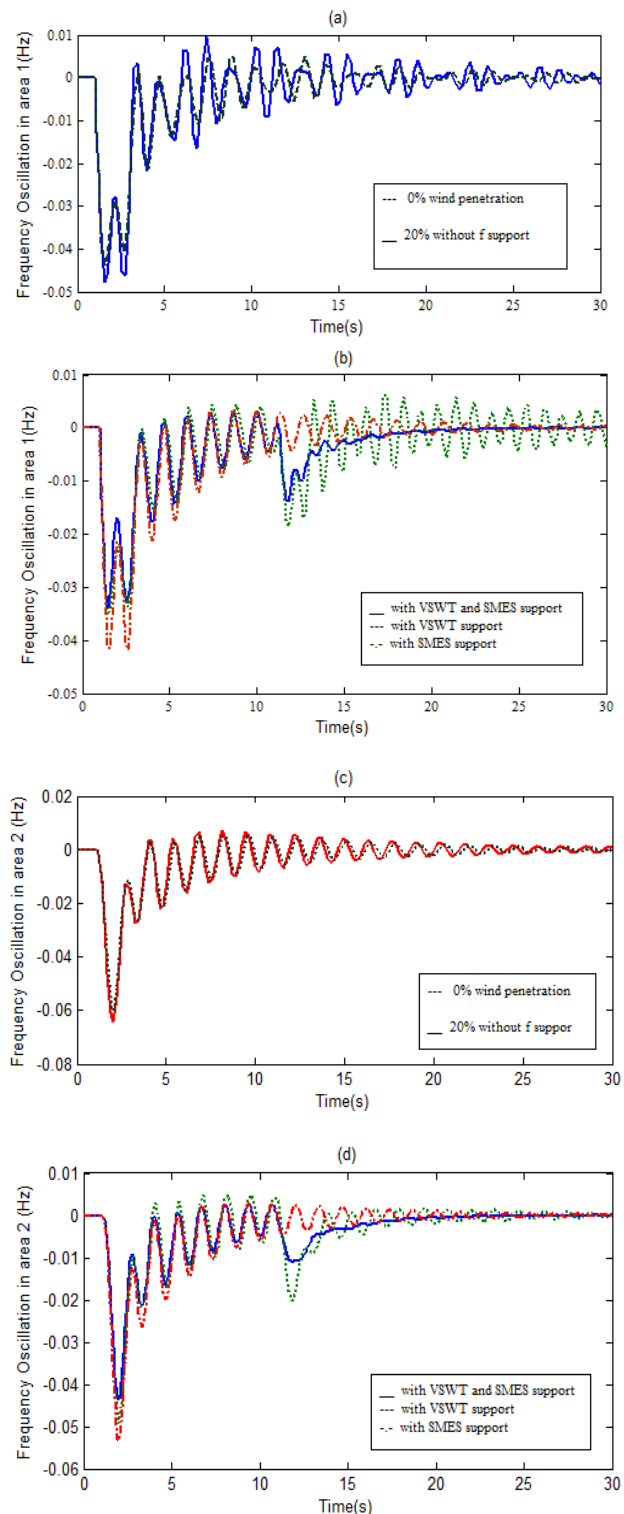 (a)
Frequency Oscillation in area 1(Hz)
0.01
0
-0.01
-0.02
-0.03
-0.04
-0.05
0% wind penetration
20% without f support
0 5 10 15 20 25 30
Time(s)
(b)
Frequency Oscillation in area 1(Hz)
0.01
0
-0.01
-0.02
-0.03
-0.04
-0.05
with VSWT and SMES support
with VSWT support
with SMES support
0 5 10 15 20 25 30
Time(s)
(c)
Frequency Oscillation in area 2 (Hz)
0.02
0
-0.02
-0.04
-0.06
-0.08
0% wind penetration
20% without f suppor
0 5 10 15 20 25 30
Time(s)
(d)
Frequency Oscillation in area 2 (Hz)
0.01
0
-0.01
-0.02
-0.03
-0.04
-0.05
-0.06
with VSWT and SMES support
with VSWT support
with SMES support
0 5 10 15 20 25 30
Time(s)